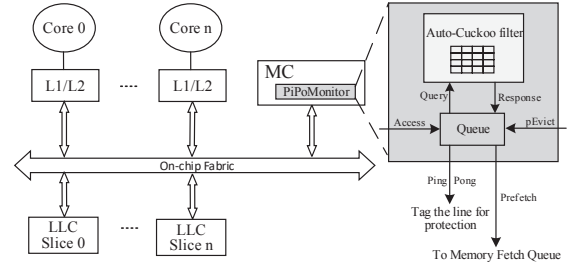 Core 0
Core n
L1/L2
....
L1/L2
MC
PiPoMonitor
On-chip Fabric
LLC
Slice 0
....
LLC
Slice n
Auto-Cuckoo filter
Query
Response
Access
Queue
pEvict
Ping
Pong
Prefetch
Tag the line for
protection
To Memory Fetch Queue